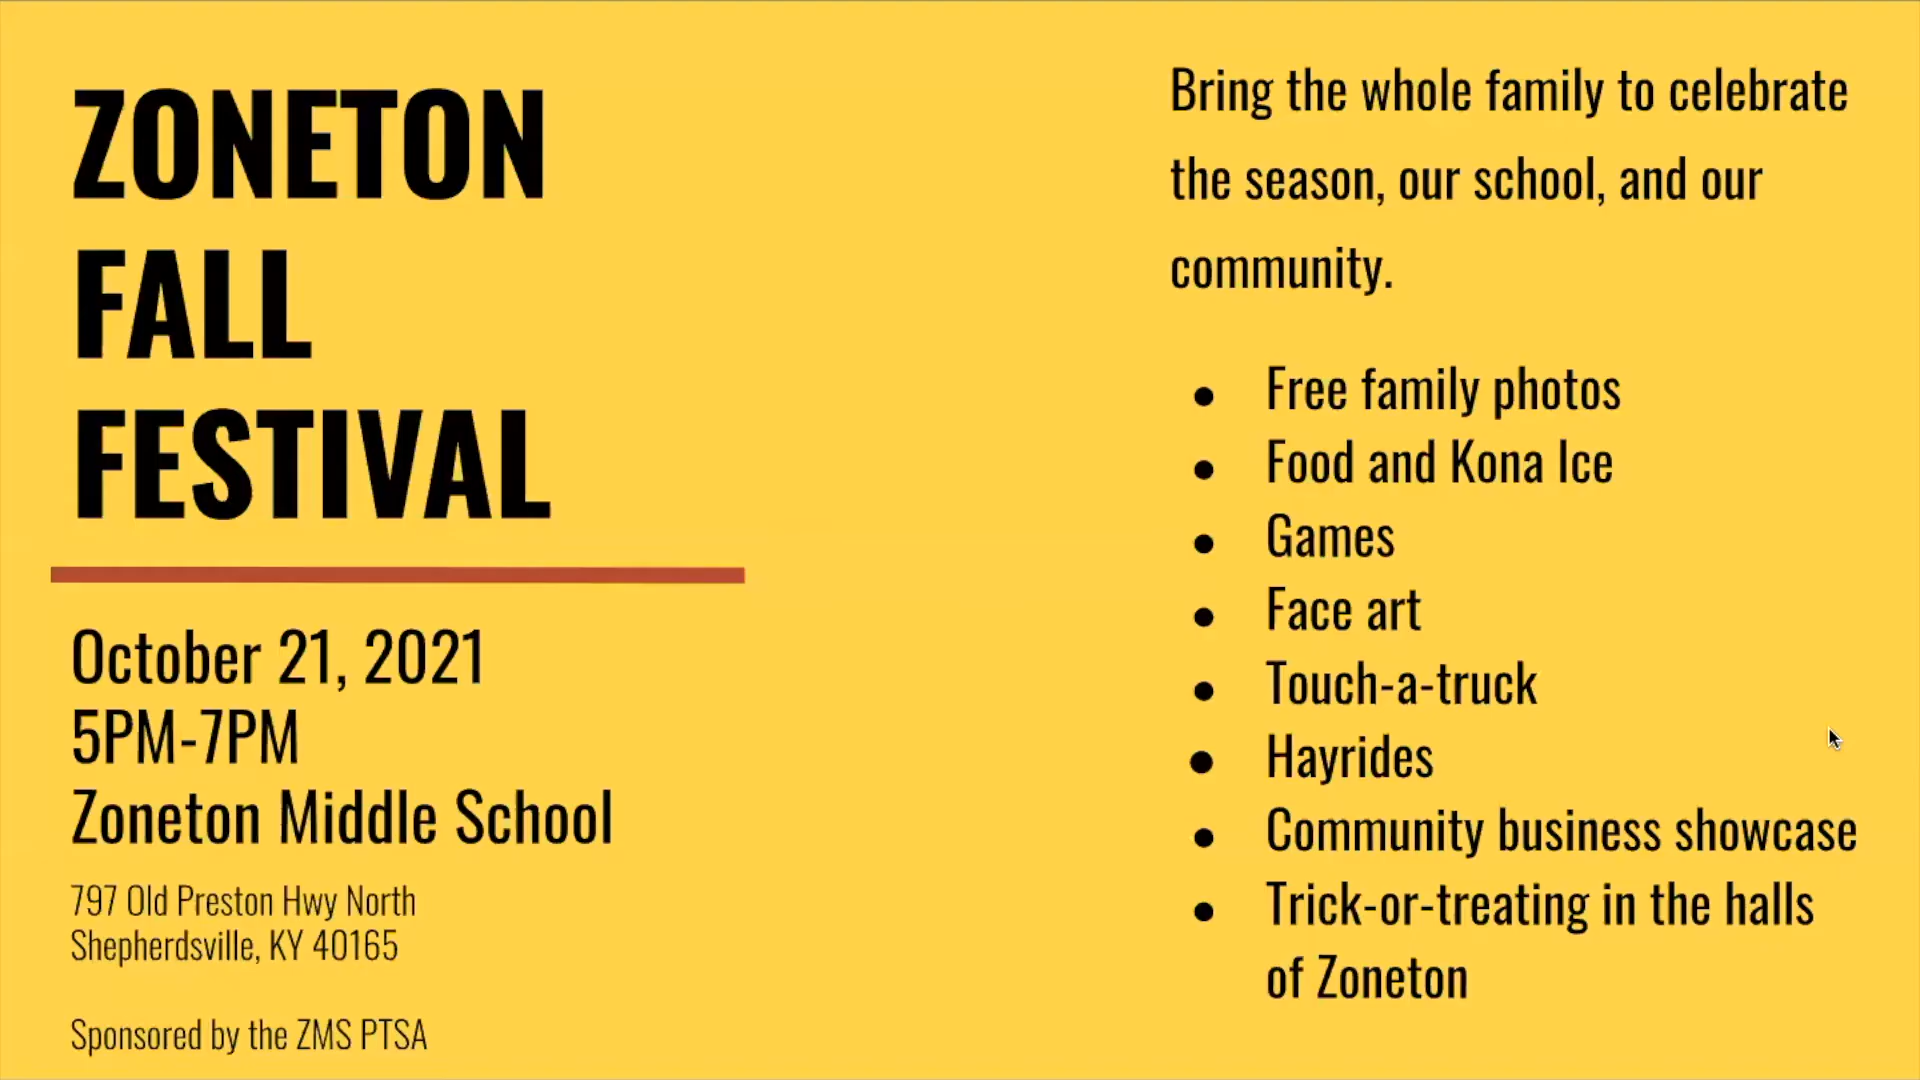 ZONETON
FALL
FESTIVAL
October 21, 2021
5PM-7PM
Zoneton Middle School
797 Old Preston Hwy North
Shepherdsville, KY 40165
Sponsored by the ZMS PTSA
Bring the whole family to celebrate
the season, our school, and our
community.
● Free family photos
● Food and Kona Ice
● Games
● Face art
● Touch-a-truck
● Hayrides
● Community business showcase
● Trick-or-treating in the halls
of Zoneton